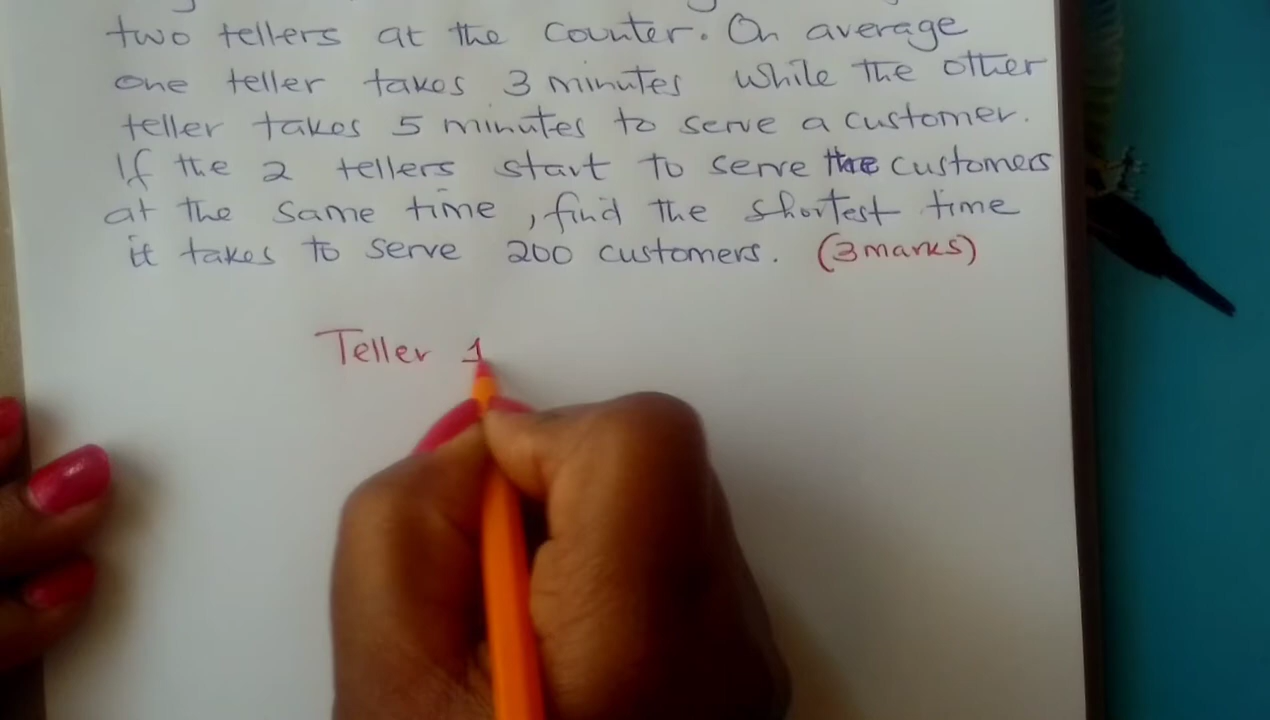 two tellers at the counter. On average
one teller takes 3 minutes while the other
teller takes 5 minutes to serve a customer.
If the 2 tellers start to serve the customers
at the same time, find the shortest time
it takes to serve 200 customers. (3 marks)
Teller 1